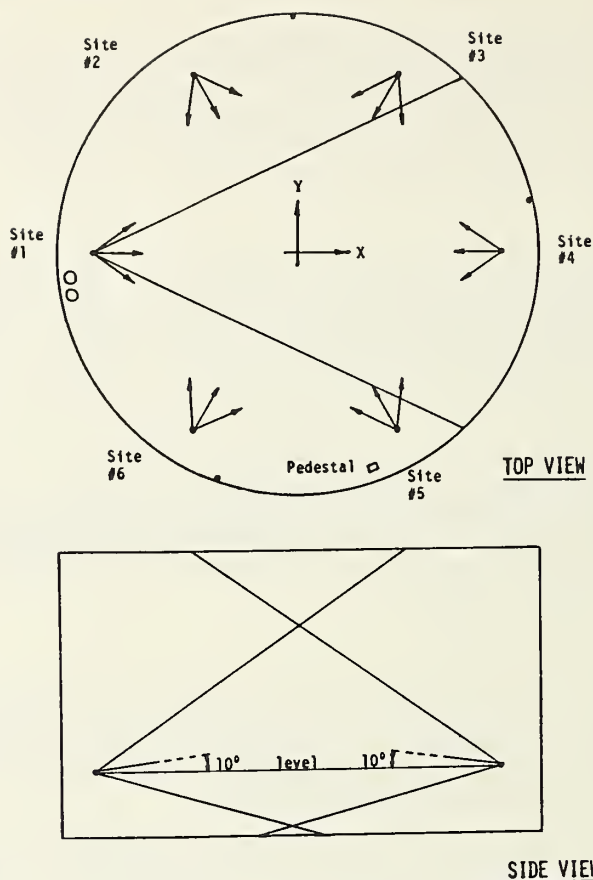 Site
#2
Site
#3
Y
X
Site
#1
Site
#4
Site
#6
Pedestal
Site
#5
TOP VIEW
10°
level
10°
SIDE VIEW